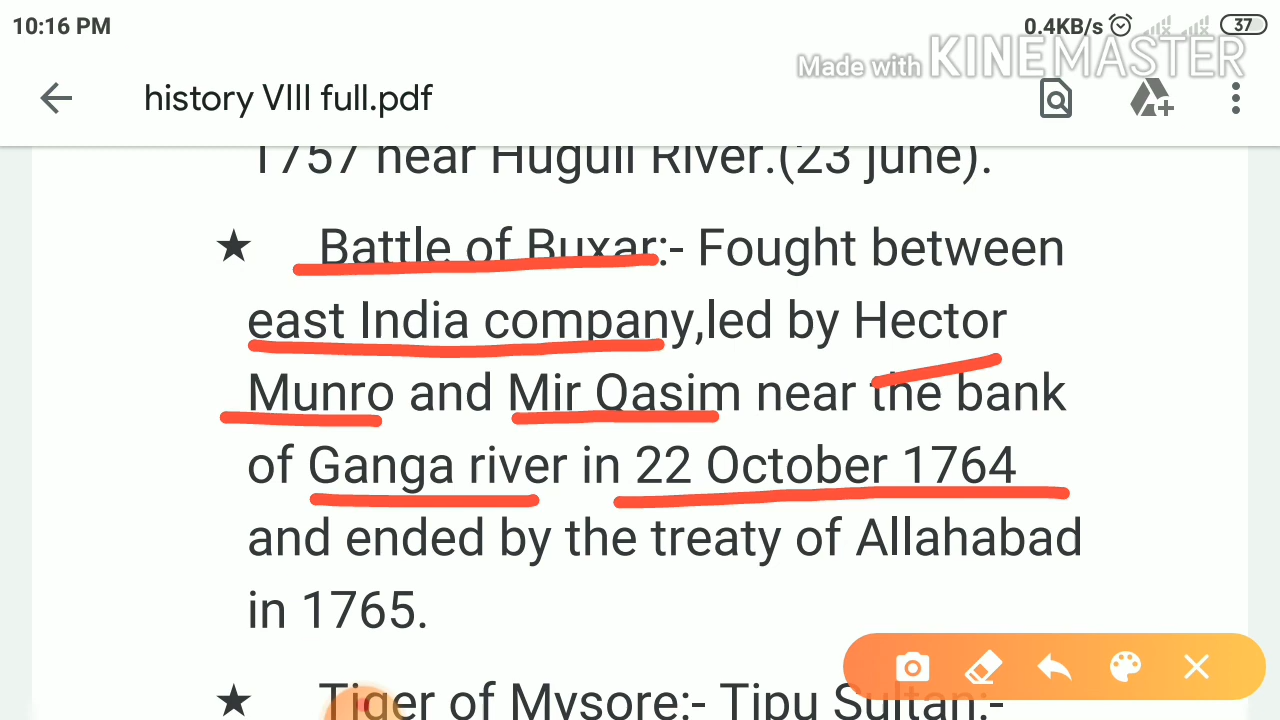 10:16 PM
0.4KB/s
37
Made with KINEMASTER
history VIII full.pdf
1757 near Hugull River.(23 june).
★ Battle of Buxar:- Fought between
east India company,led by Hector
Munro and Mir Qasim near the bank
of Ganga river in 22 October 1764
and ended by the treaty of Allahabad
in 1765.
★ Tiger of Mysore:- Tipu Sultan:-